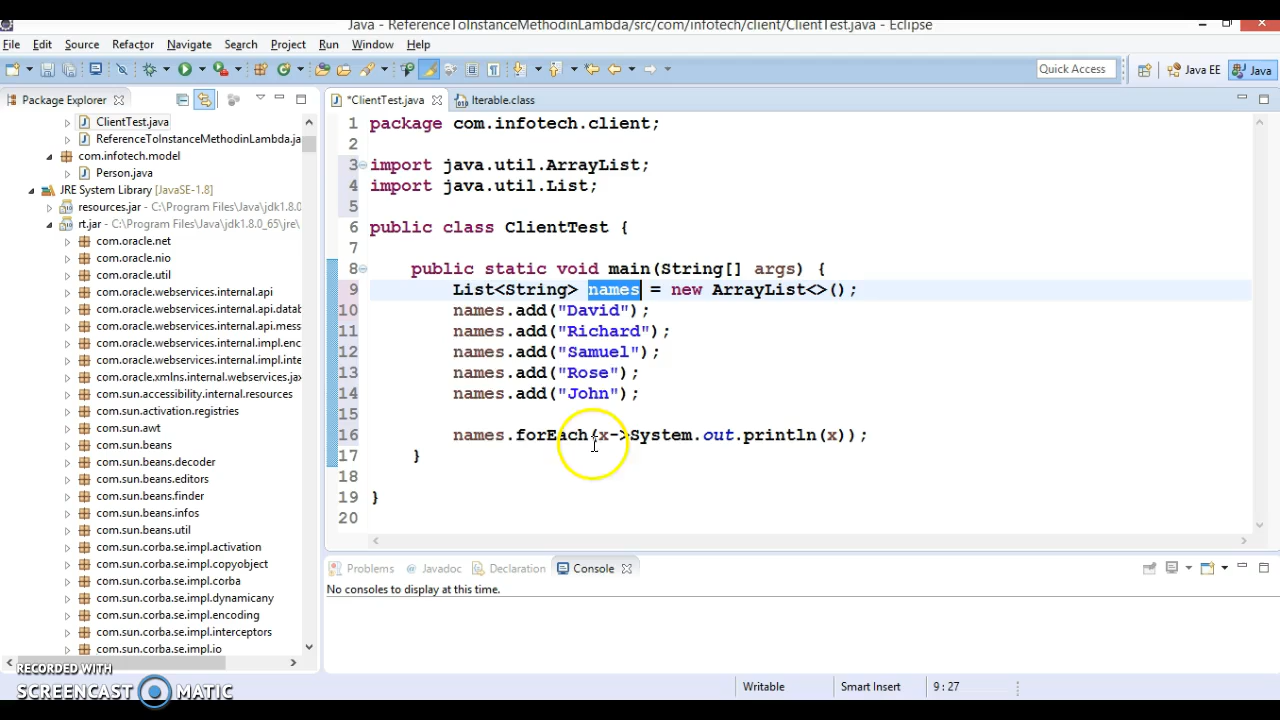 Java - ReferenceToInstanceMethodinLambda/src/com/infotech/client/ClientTest.java - Eclipse
File Edit Source Refactor Navigate Search Project Run Window Help
Quick Access Java EE Java
Package Explorer
*ClientTest.java Iterable.class
ClientTest.java
ReferenceToInstanceMethodinLambda.ja
com.infotech.model
Person.java
JRE System Library [JavaSE-1.8]
resources.jar - C:\Program Files\Java\jdk1.8.0
rt.jar - C:\Program Files\Java\jdk1.8.0_65\jre\
com.oracle.net
com.oracle.nio
com.oracle.util
com.oracle.webservices.internal.api
com.oracle.webservices.internal.api.datab
com.oracle.webservices.internal.api.mess
com.oracle.webservices.internal.impl.enc
com.oracle.webservices.internal.impl.inte
com.oracle.xmlns.internal.webservices.jax
com.sun.accessibility.internal.resources
com.sun.activation.registries
com.sun.awt
com.sun.beans
com.sun.beans.decoder
com.sun.beans.editors
com.sun.beans.finder
com.sun.beans.infos
com.sun.beans.util
com.sun.corba.se.impl.activation
com.sun.corba.se.impl.copyobject
com.sun.corba.se.impl.corba
com.sun.corba.se.impl.dynamicany
com.sun.corba.se.impl.encoding
com.sun.corba.se.impl.interceptors
com.sun.corba.se.impl.io
1 package com.infotech.client;
2
3 import java.util.ArrayList;
4 import java.util.List;
5
6 public class ClientTest {
7
8 public static void main(String[] args) {
9 List<String> names = new ArrayList<>();
10 names.add("David");
11 names.add("Richard");
12 names.add("Samuel");
13 names.add("Rose");
14 names.add("John");
15
16 names.forEach(x->System.out.println(x));
17 }
18
19 }
20
Problems @ Javadoc Declaration Console
No consoles to display at this time.
Writable Smart Insert 9 : 27
RECORDED WITH
SCREENCAST MATIC